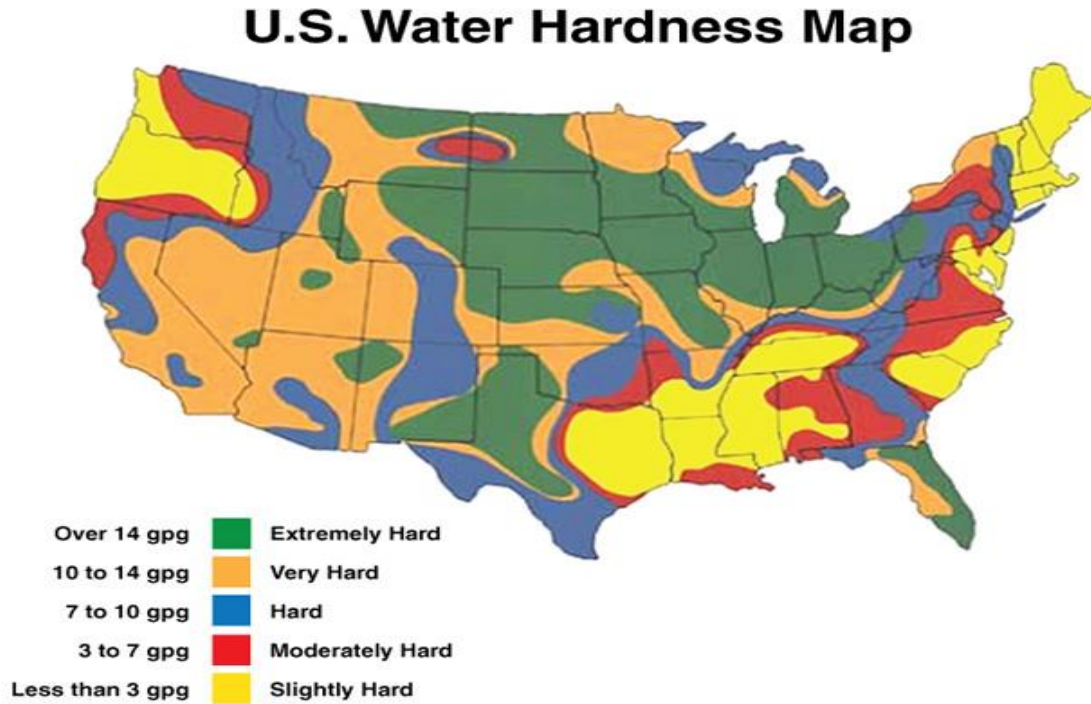 U.S. Water Hardness Map
Over 14 gpg Extremely Hard
10 to 14 gpg Very Hard
7 to 10 gpg Hard
3 to 7 gpg Moderately Hard
Less than 3 gpg Slightly Hard